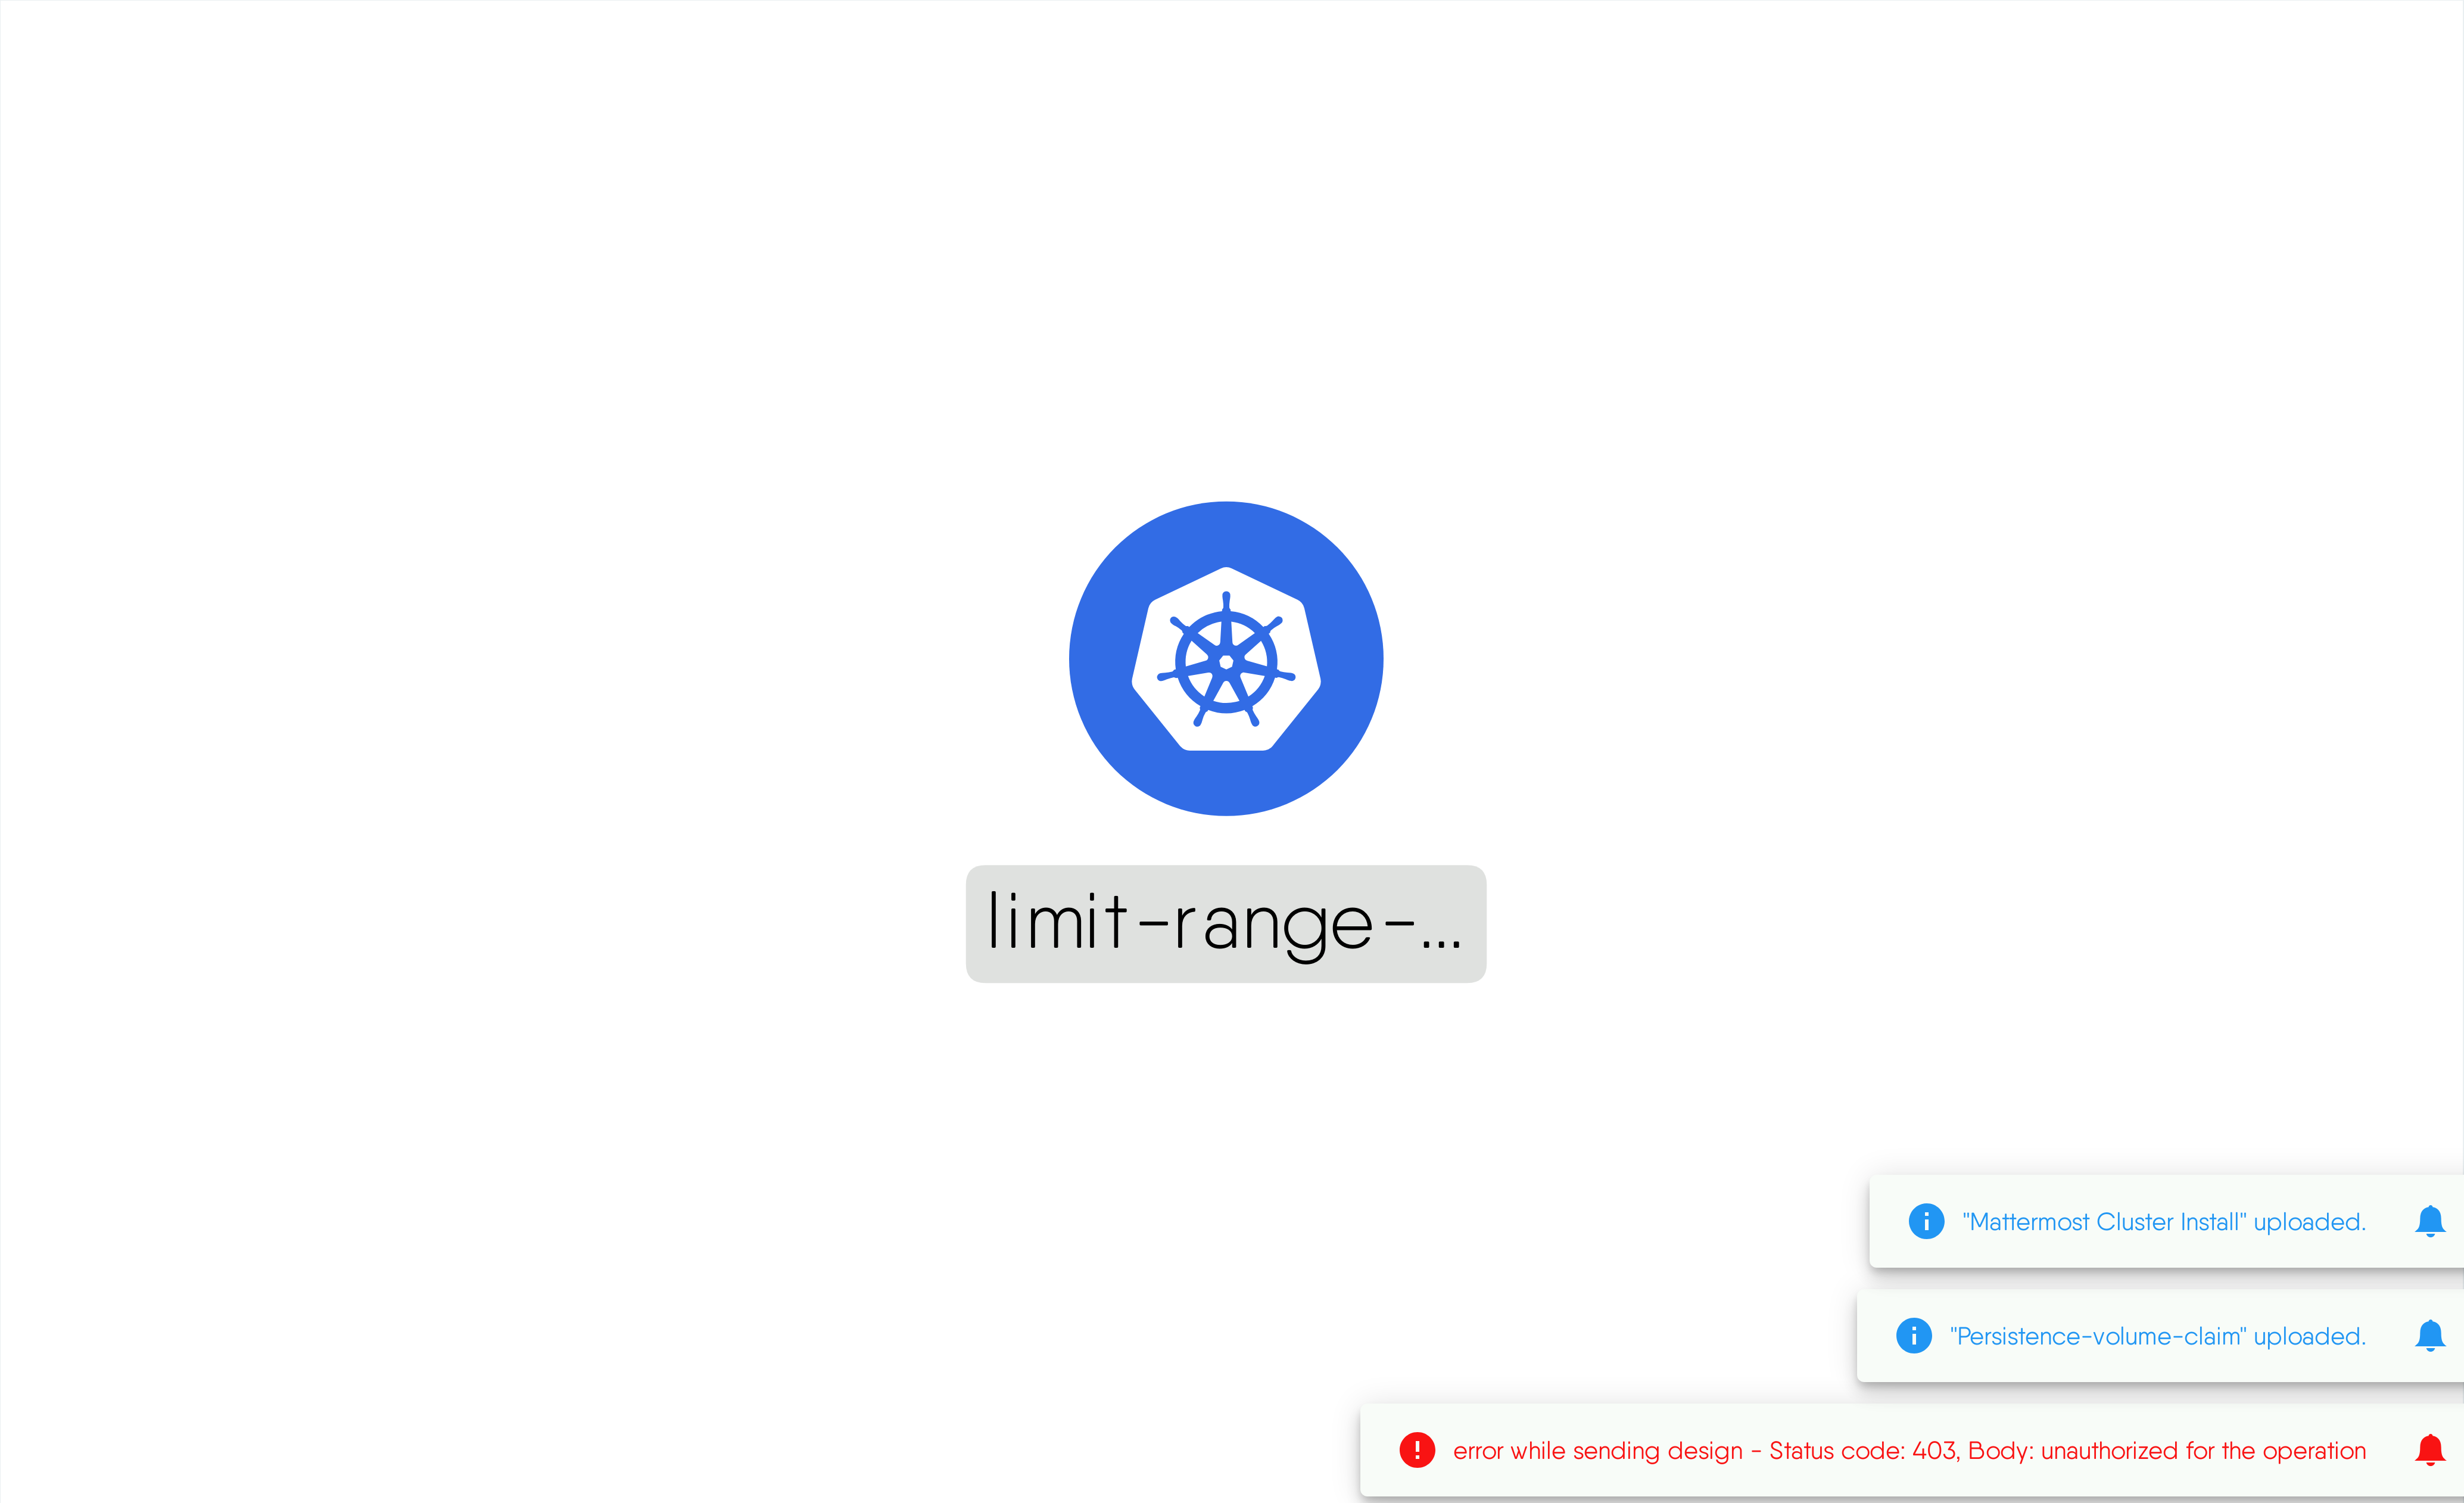 limit-range-...
"Mattermost Cluster Install" uploaded.
"Persistence-volume-claim" uploaded.
error while sending design - Status code: 403, Body: unauthorized for the operation